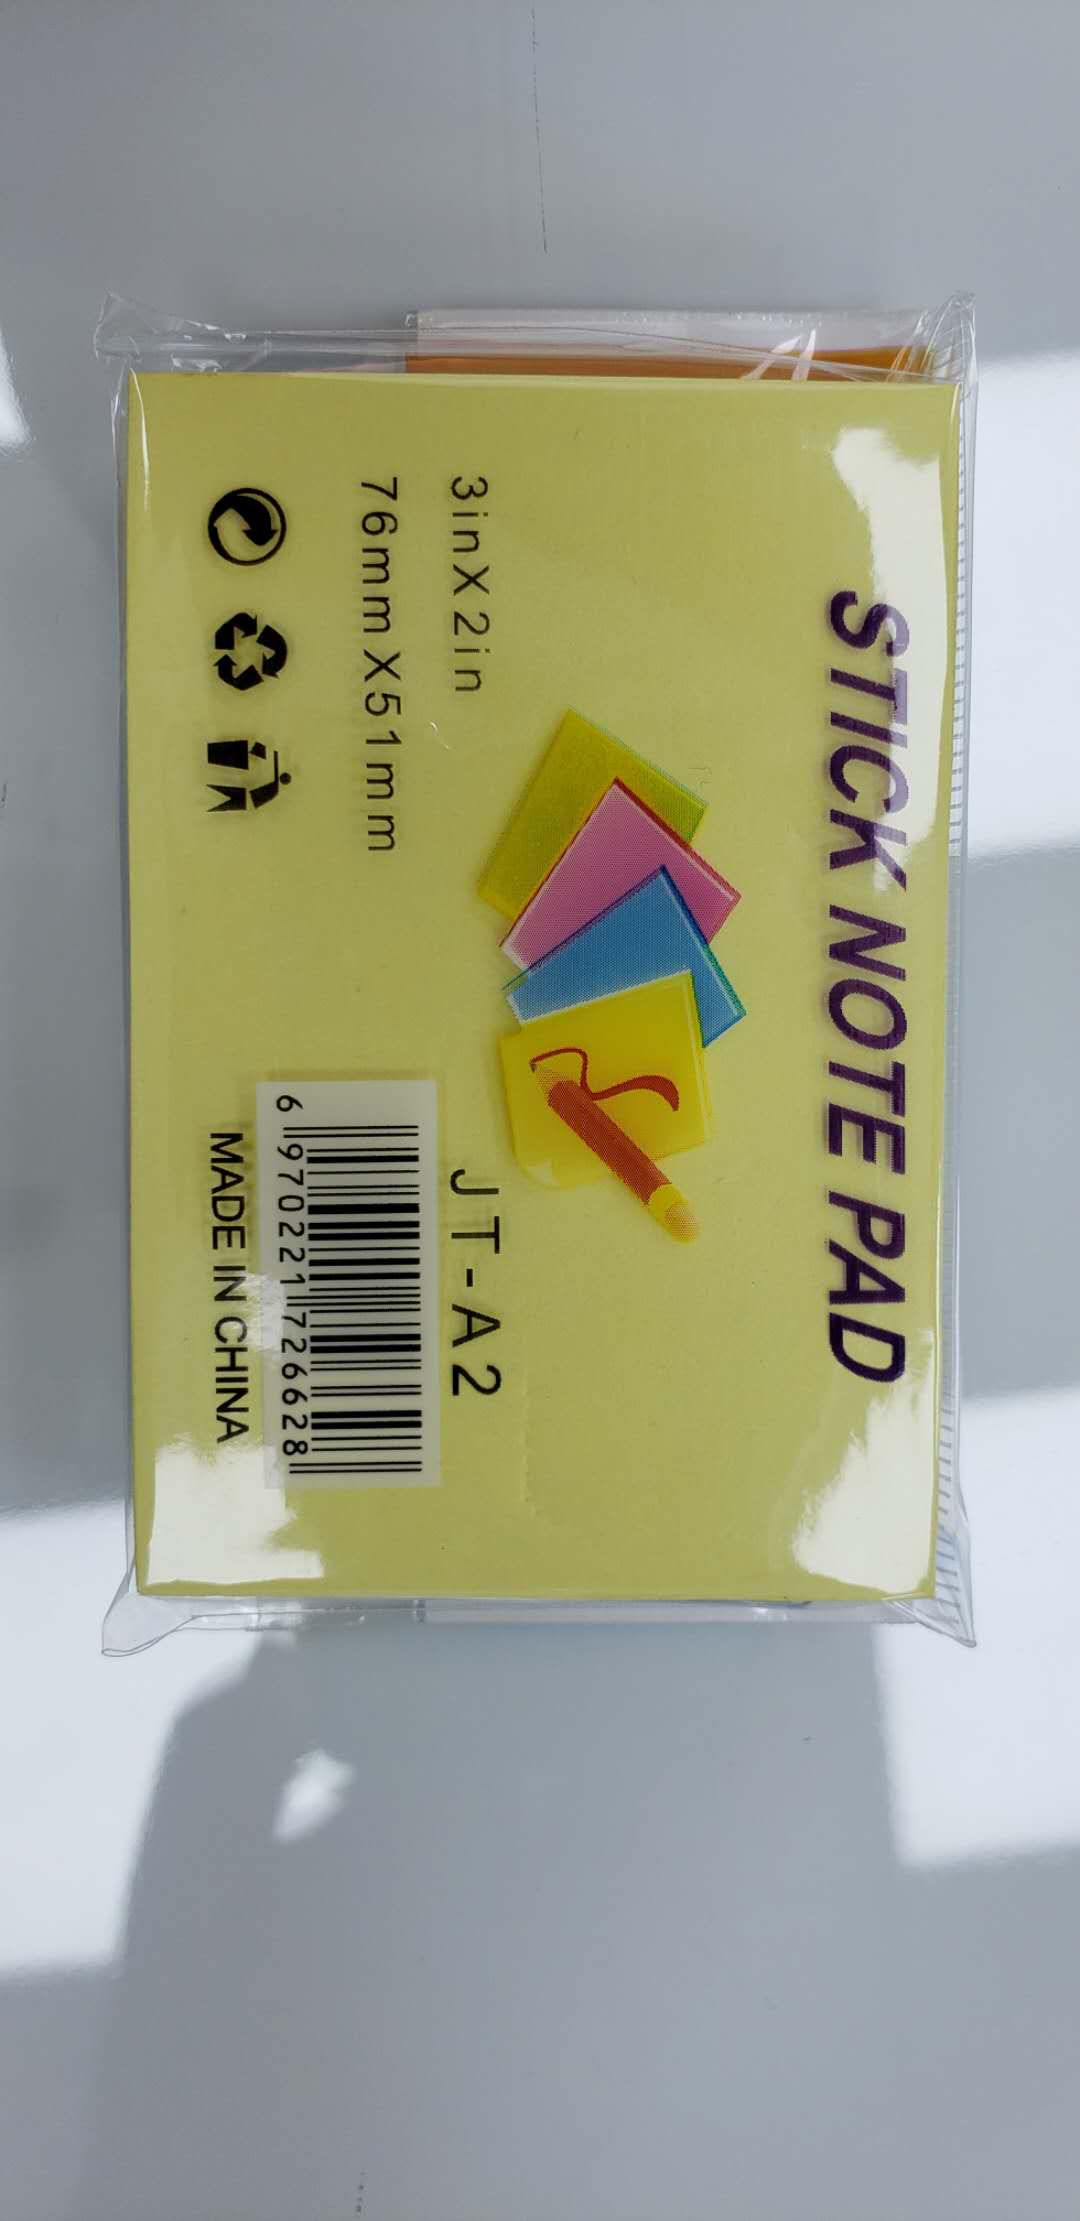 STICK NOTE PAD
3inX2in
76mmX51mm
JT-A2
6 970221 726628
MADE IN CHINA